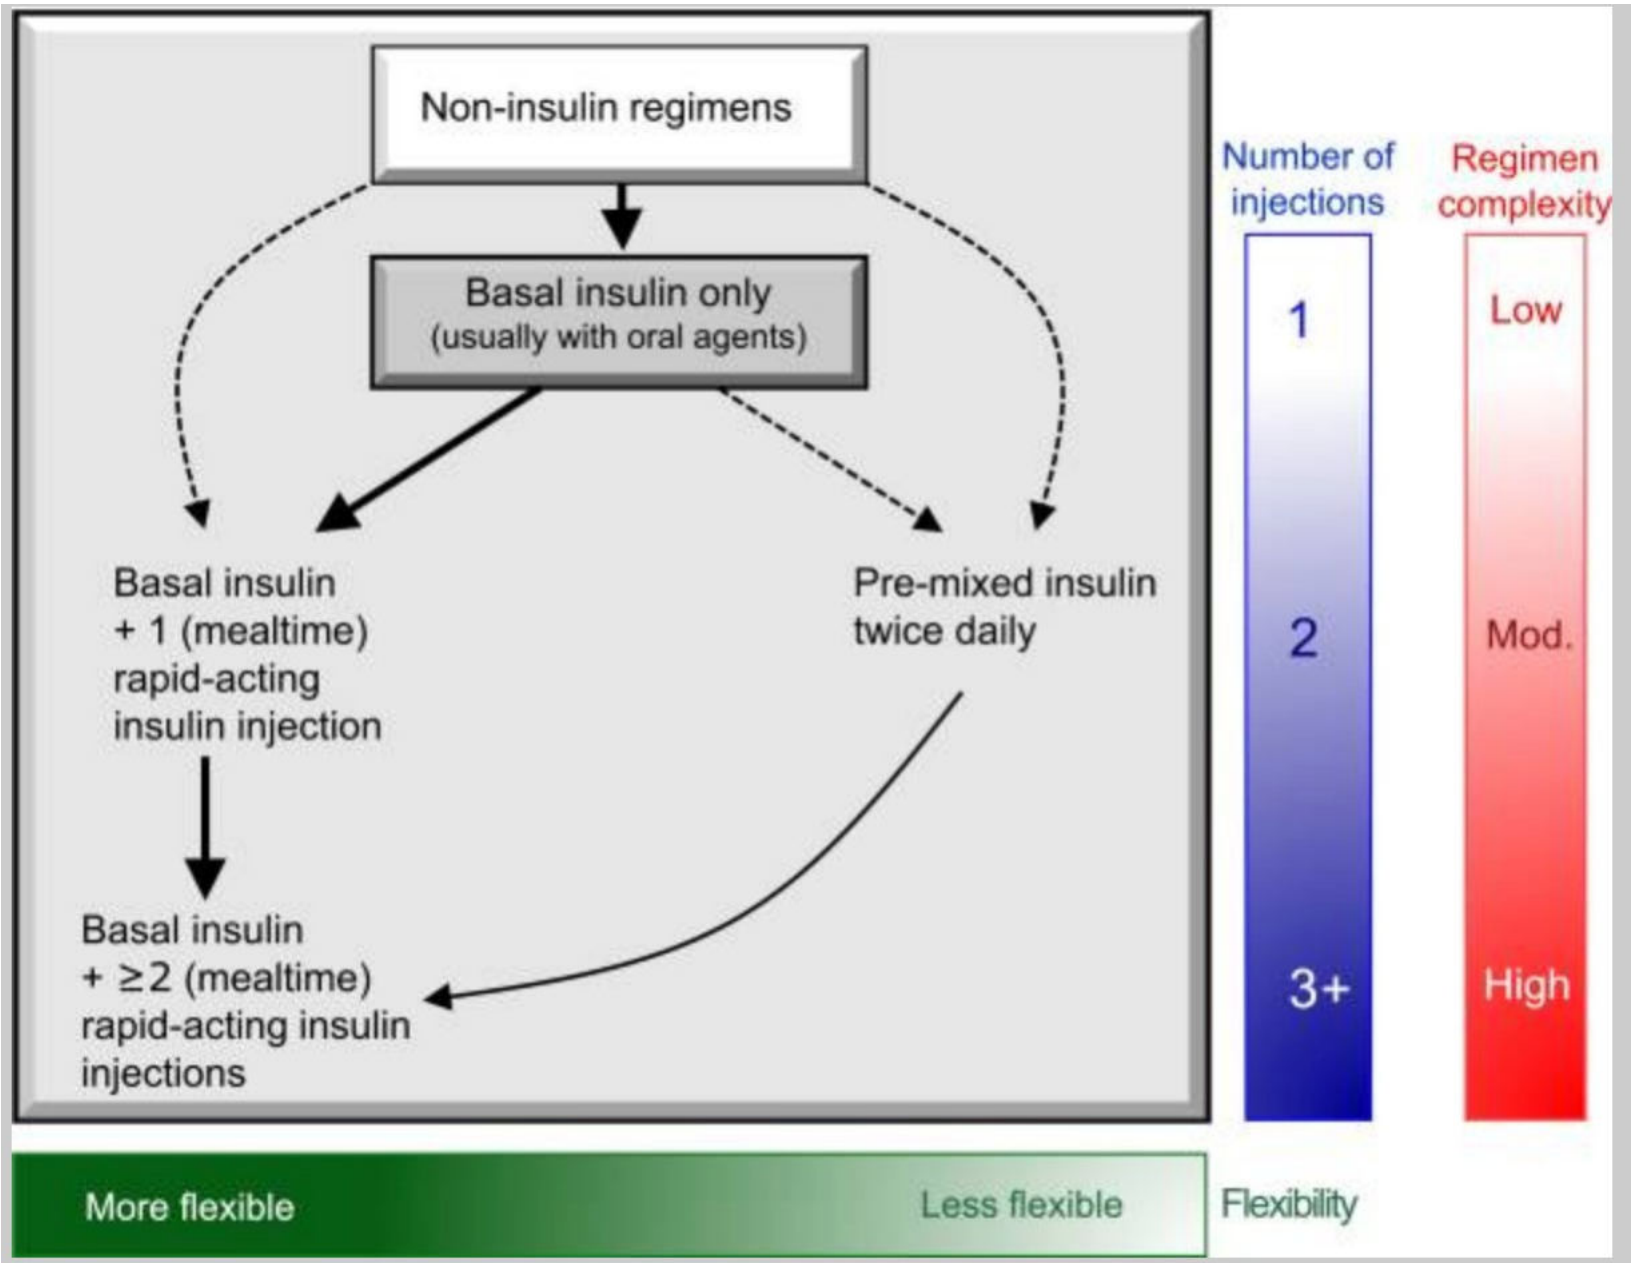 Non-insulin regimens
Number of
injections
Regimen
complexity
Basal insulin only
(usually with oral agents)
1
Low
Basal insulin
+ 1 (mealtime)
rapid-acting
insulin injection
Pre-mixed insulin
twice daily
2
Mod.
Basal insulin
+ ≥2 (mealtime)
rapid-acting insulin
injections
3+
High
More flexible
Less flexible
Flexibility